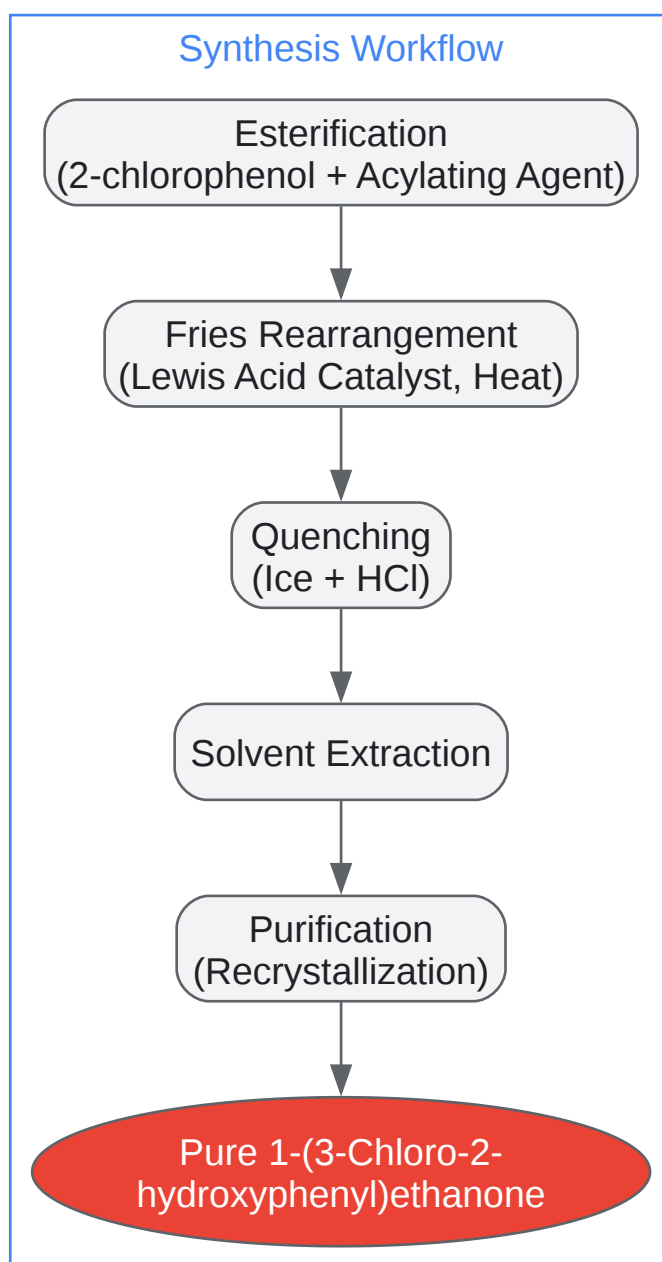 Synthesis Workflow
Esterification
(2-chlorophenol + Acylating Agent)
Fries Rearrangement
(Lewis Acid Catalyst, Heat)
Quenching
(Ice + HCl)
Solvent Extraction
Purification
(Recrystallization)
Pure 1-(3-Chloro-2-
hydroxyphenyl)ethanone